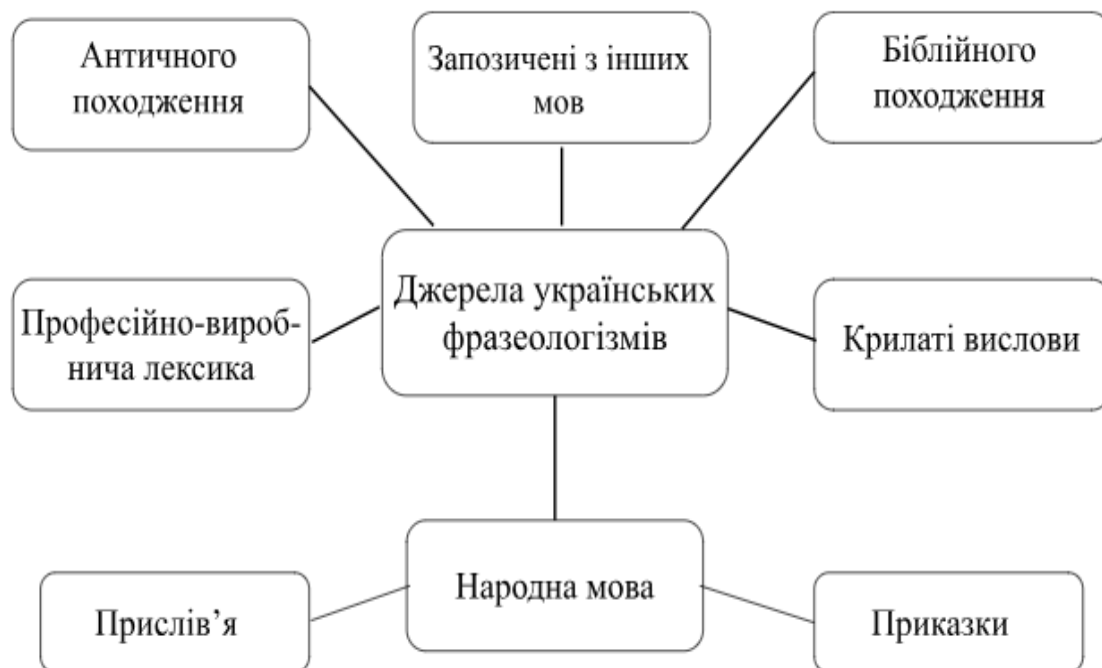 Античного
походження
Запозичені з інших
мов
Біблійного
походження
Джерела українських
фразеологізмів
Професійно-вироб-
нича лексика
Крилаті вислови
Народна мова
Прислів’я
Приказки